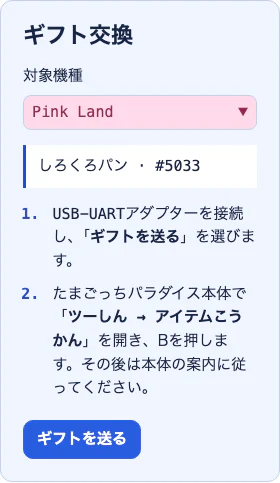 ギフト交換
対象機種
Pink Land ▼
しろくろパン · #5033
1. USB-UARTアダプターを接続
し、「ギフトを送る」を選びま
す。
2. たまごっちパラダイス本体で
「ツーしん → アイテムこう
かん」を開き、Bを押しま
す。その後は本体の案内に従
ってください。
ギフトを送る